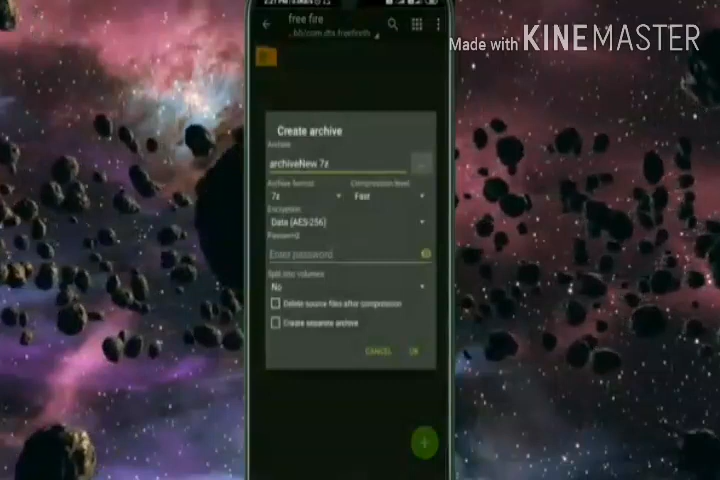 free fire
Made with KINEMASTER
Create archive
Archive
archiveNew.7z
Archive format
Compression level
7z
Fast
Encryption
Data (AES-256)
Password
Enter password
Split into volumes
No
Delete source files after compression
Create separate archive
CANCEL
OK